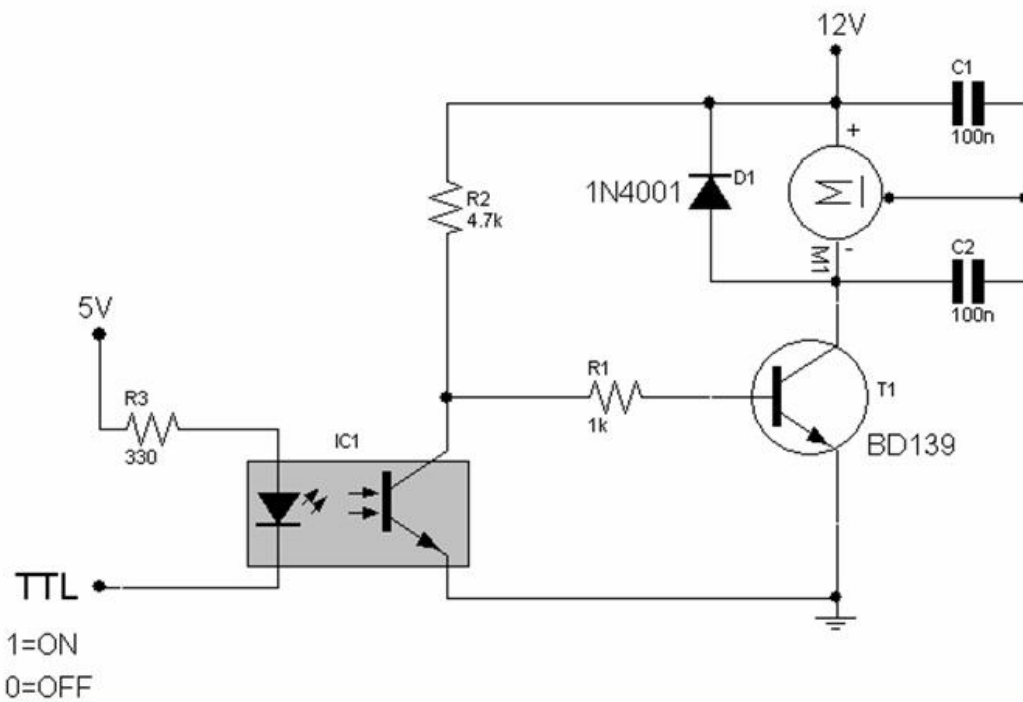 12V
C1
100n
+
1N4001
D1
M
-
M1
R2
4.7k
C2
100n
5V
R3
330
IC1
R1
1k
T1
BD139
TTL
1=ON
0=OFF